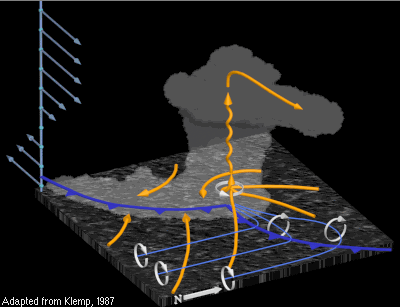 N
Adapted from Klemp, 1987